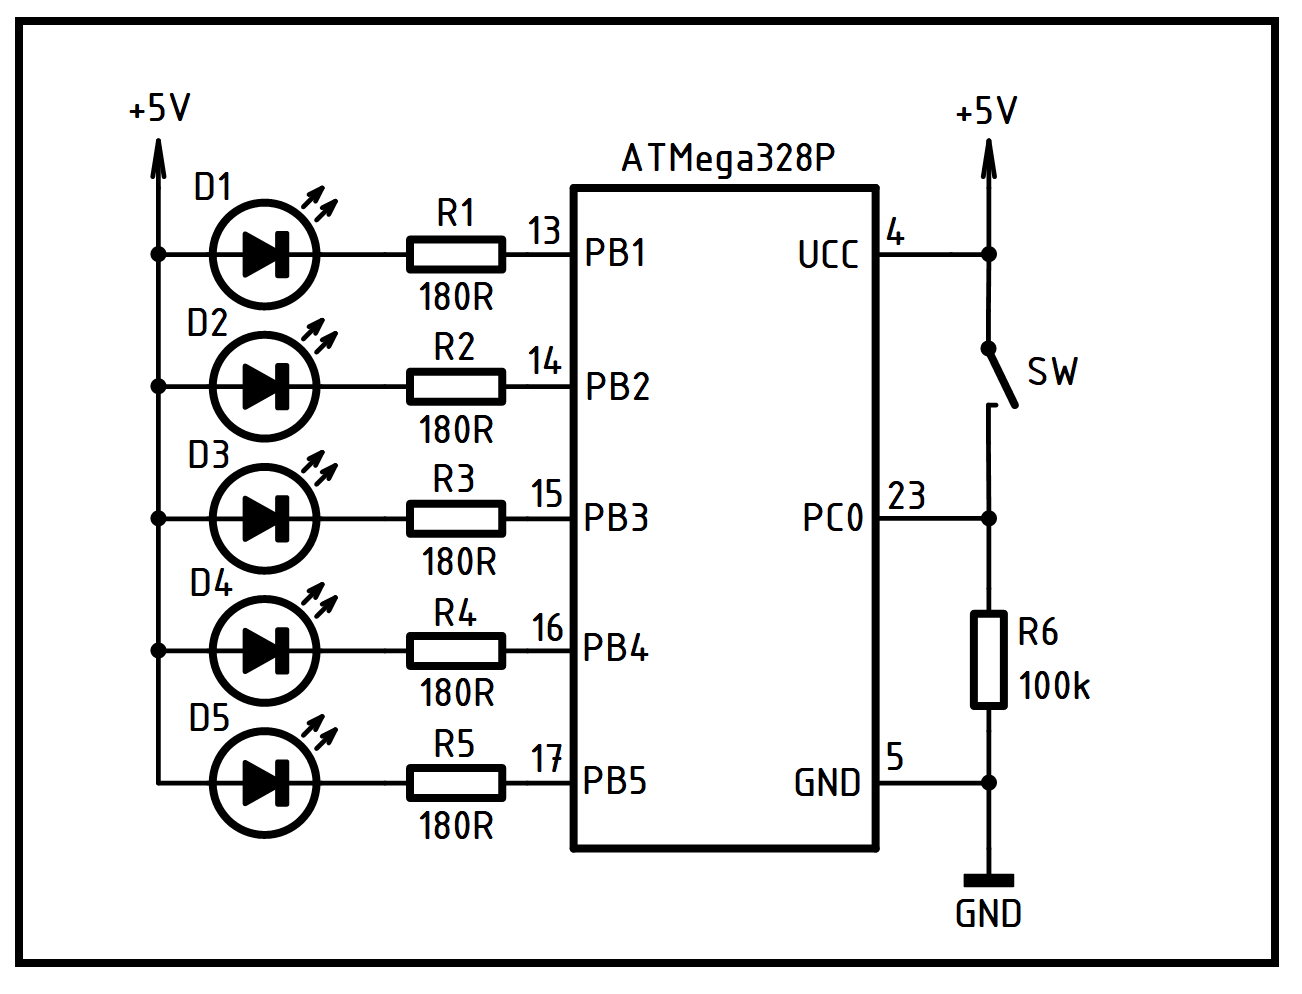 +5V
+5V
ATMega328P
D1
R1
13
PB1
180R
UCC
4
D2
R2
14
PB2
180R
SW
D3
R3
15
PB3
180R
PC0
23
D4
R4
16
PB4
180R
R6
100k
D5
R5
17
PB5
180R
GND
5
GND